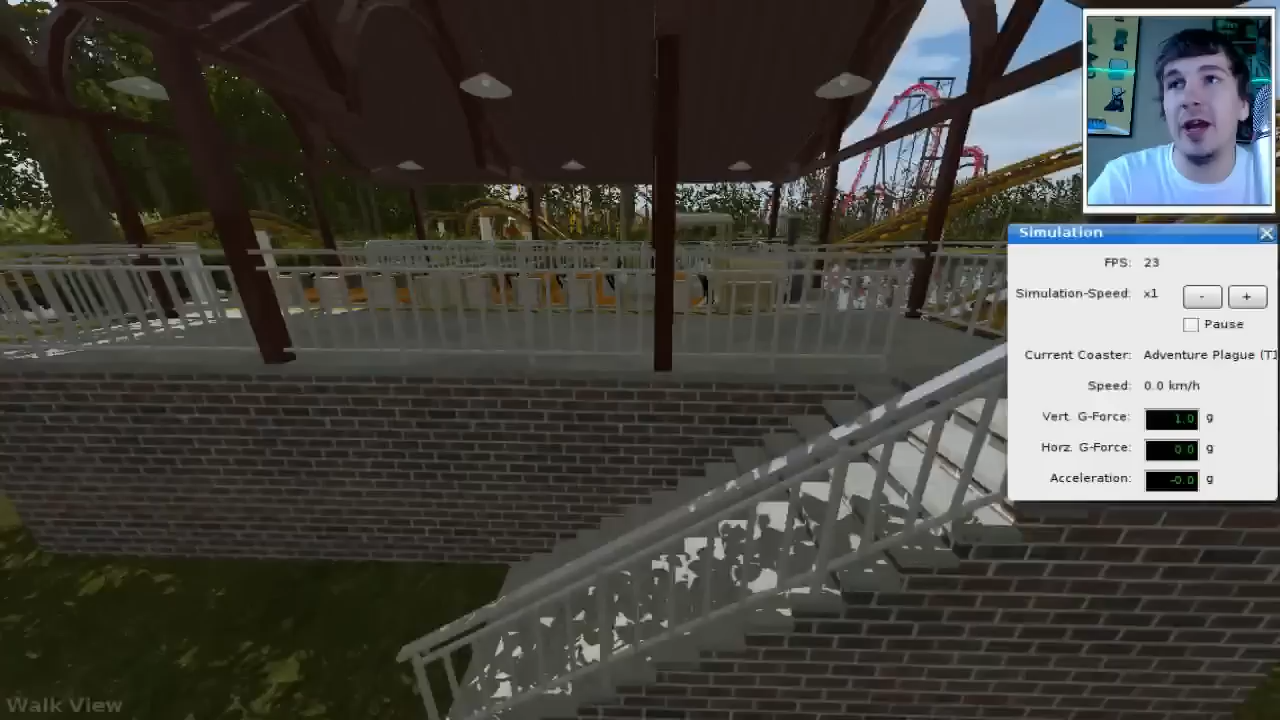 Simulation
FPS: 23
Simulation-Speed: x1 - +
Pause
Current Coaster: Adventure Plague (T1
Speed: 0.0 km/h
Vert. G-Force: 1.0 g
Horz. G-Force: 0.0 g
Acceleration: -0.0 g
Walk View